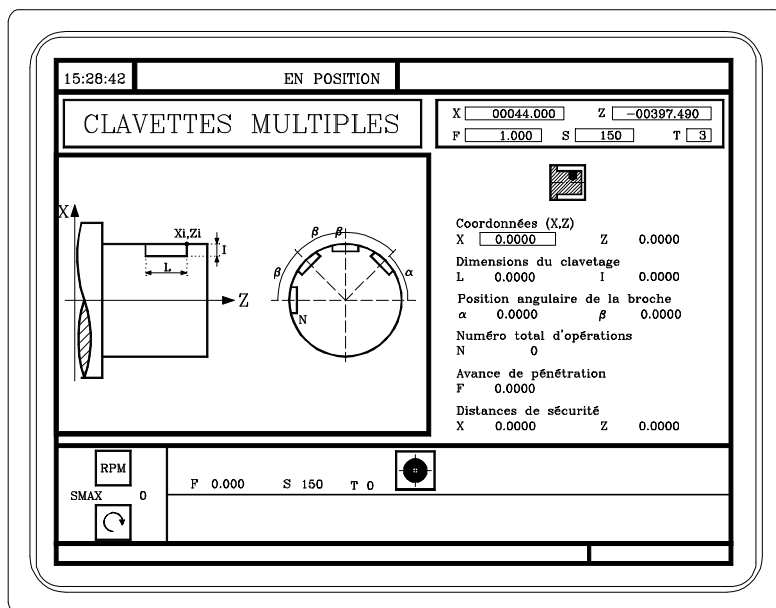 15:28:42
EN POSITION
CLAVETTES MULTIPLES
X 00044.000 Z -00397.490
F 1.000 S 150 T 3
X
Xi,Zi
I
L
Z
β β β α
N
Coordonnées (X,Z)
X 0.0000 Z 0.0000
Dimensions du clavetage
L 0.0000 I 0.0000
Position angulaire de la broche
α 0.0000 β 0.0000
Numéro total d'opérations
N 0
Avance de pénétration
F 0.0000
Distances de sécurité
X 0.0000 Z 0.0000
RPM
SMAX 0
F 0.000 S 150 T 0